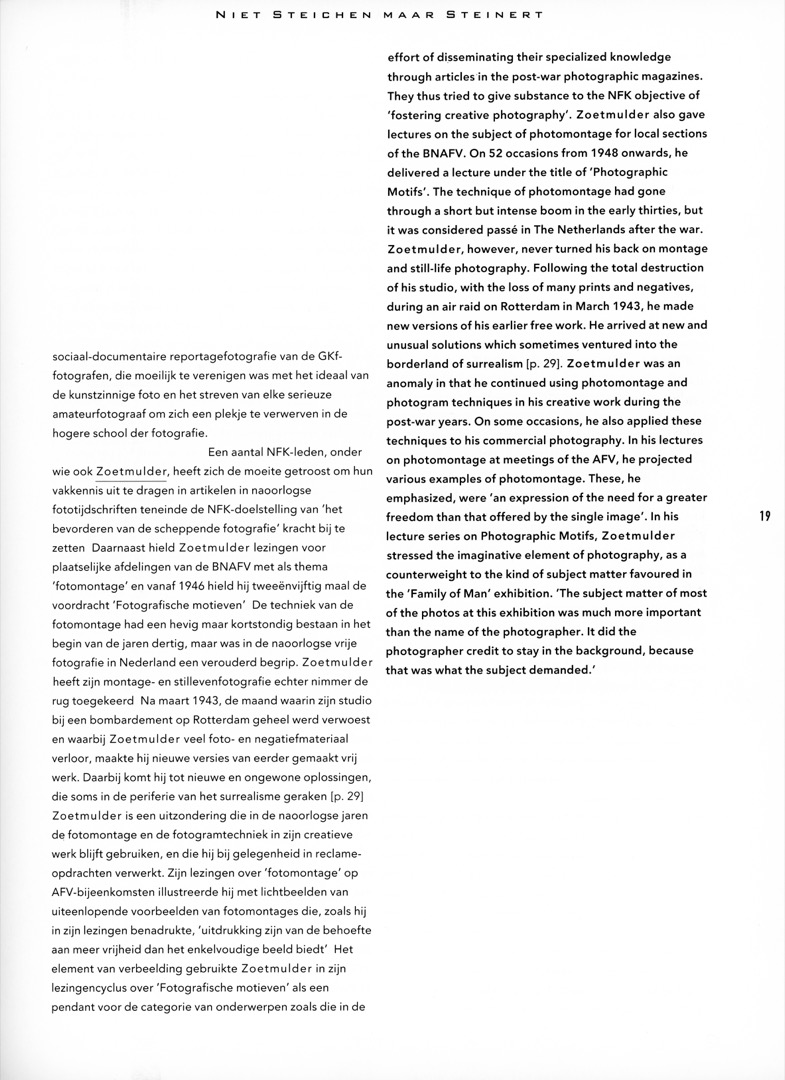 NIET STEICHEN MAAR STEINERT
sociaal-documentaire reportagefotografie van de GKf-
fotografen, die moeilijk te verenigen was met het ideaal van
de kunstzinnige foto en het streven van elke serieuze
amateurfotograaf om zich een plekje te verwerven in de
hogere school der fotografie.
Een aantal NFK-leden, onder
wie ook Zoetmulder, heeft zich de moeite getroost om hun
vakkennis uit te dragen in artikelen in naoorlogse
fototijdschriften teneinde de NFK-doelstelling van ‘het
bevorderen van de scheppende fotografie’ kracht bij te
zetten Daarnaast hield Zoetmulder lezingen voor
plaatselijke afdelingen van de BNAFV met als thema
‘fotomontage’ en vanaf 1946 hield hij tweeënvijftig maal de
voordracht ‘Fotografische motieven’ De techniek van de
fotomontage had een hevig maar kortstondig bestaan in het
begin van de jaren dertig, maar was in de naoorlogse vrije
fotografie in Nederland een verouderd begrip. Zoetmulder
heeft zijn montage- en stillevenfotografie echter nimmer de
rug toegekeerd Na maart 1943, de maand waarin zijn studio
bij een bombardement op Rotterdam geheel werd verwoest
en waarbij Zoetmulder veel foto- en negatiefmateriaal
verloor, maakte hij nieuwe versies van eerder gemaakt vrij
werk. Daarbij komt hij tot nieuwe en ongewone oplossingen,
die soms in de periferie van het surrealisme geraken [p. 29]
Zoetmulder is een uitzondering die in de naoorlogse jaren
de fotomontage en de fotogramtechniek in zijn creatieve
werk blijft gebruiken, en die hij bij gelegenheid in reclame-
opdrachten verwerkt. Zijn lezingen over ‘fotomontage’ op
AFV-bijeenkomsten illustreerde hij met lichtbeelden van
uiteenlopende voorbeelden van fotomontages die, zoals hij
in zijn lezingen benadrukte, ‘uitdrukking zijn van de behoefte
aan meer vrijheid dan het enkelvoudige beeld biedt’ Het
element van verbeelding gebruikte Zoetmulder in zijn
lezingencyclus over ‘Fotografische motieven’ als een
pendant voor de categorie van onderwerpen zoals die in de
effort of disseminating their specialized knowledge
through articles in the post-war photographic magazines.
They thus tried to give substance to the NFK objective of
‘fostering creative photography’. Zoetmulder also gave
lectures on the subject of photomontage for local sections
of the BNAFV. On 52 occasions from 1948 onwards, he
delivered a lecture under the title of ‘Photographic
Motifs’. The technique of photomontage had gone
through a short but intense boom in the early thirties, but
it was considered passé in The Netherlands after the war.
Zoetmulder, however, never turned his back on montage
and still-life photography. Following the total destruction
of his studio, with the loss of many prints and negatives,
during an air raid on Rotterdam in March 1943, he made
new versions of his earlier free work. He arrived at new and
unusual solutions which sometimes ventured into the
borderland of surrealism [p. 29]. Zoetmulder was an
anomaly in that he continued using photomontage and
photogram techniques in his creative work during the
post-war years. On some occasions, he also applied these
techniques to his commercial photography. In his lectures
on photomontage at meetings of the AFV, he projected
various examples of photomontage. These, he
emphasized, were ‘an expression of the need for a greater
freedom than that offered by the single image’. In his
lecture series on Photographic Motifs, Zoetmulder
stressed the imaginative element of photography, as a
counterweight to the kind of subject matter favoured in
the ‘Family of Man’ exhibition. ‘The subject matter of most
of the photos at this exhibition was much more important
than the name of the photographer. It did the
photographer credit to stay in the background, because
that was what the subject demanded.’
19